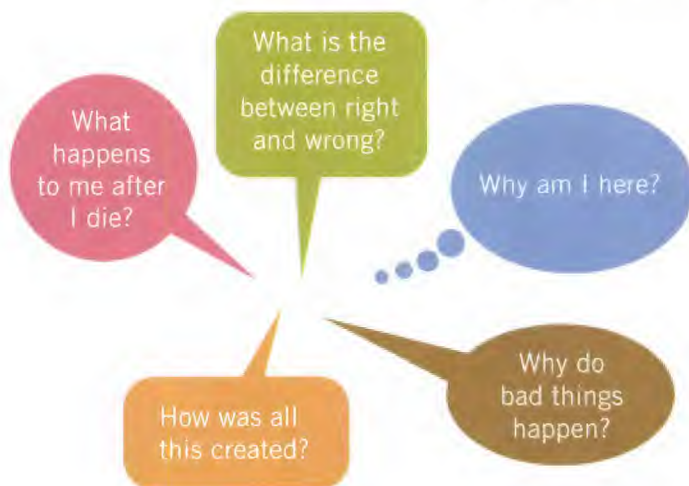 What is the
difference
between right
and wrong?
What
happens
to me after
I die?
Why am I here?
How was all
this created?
Why do
bad things
happen?